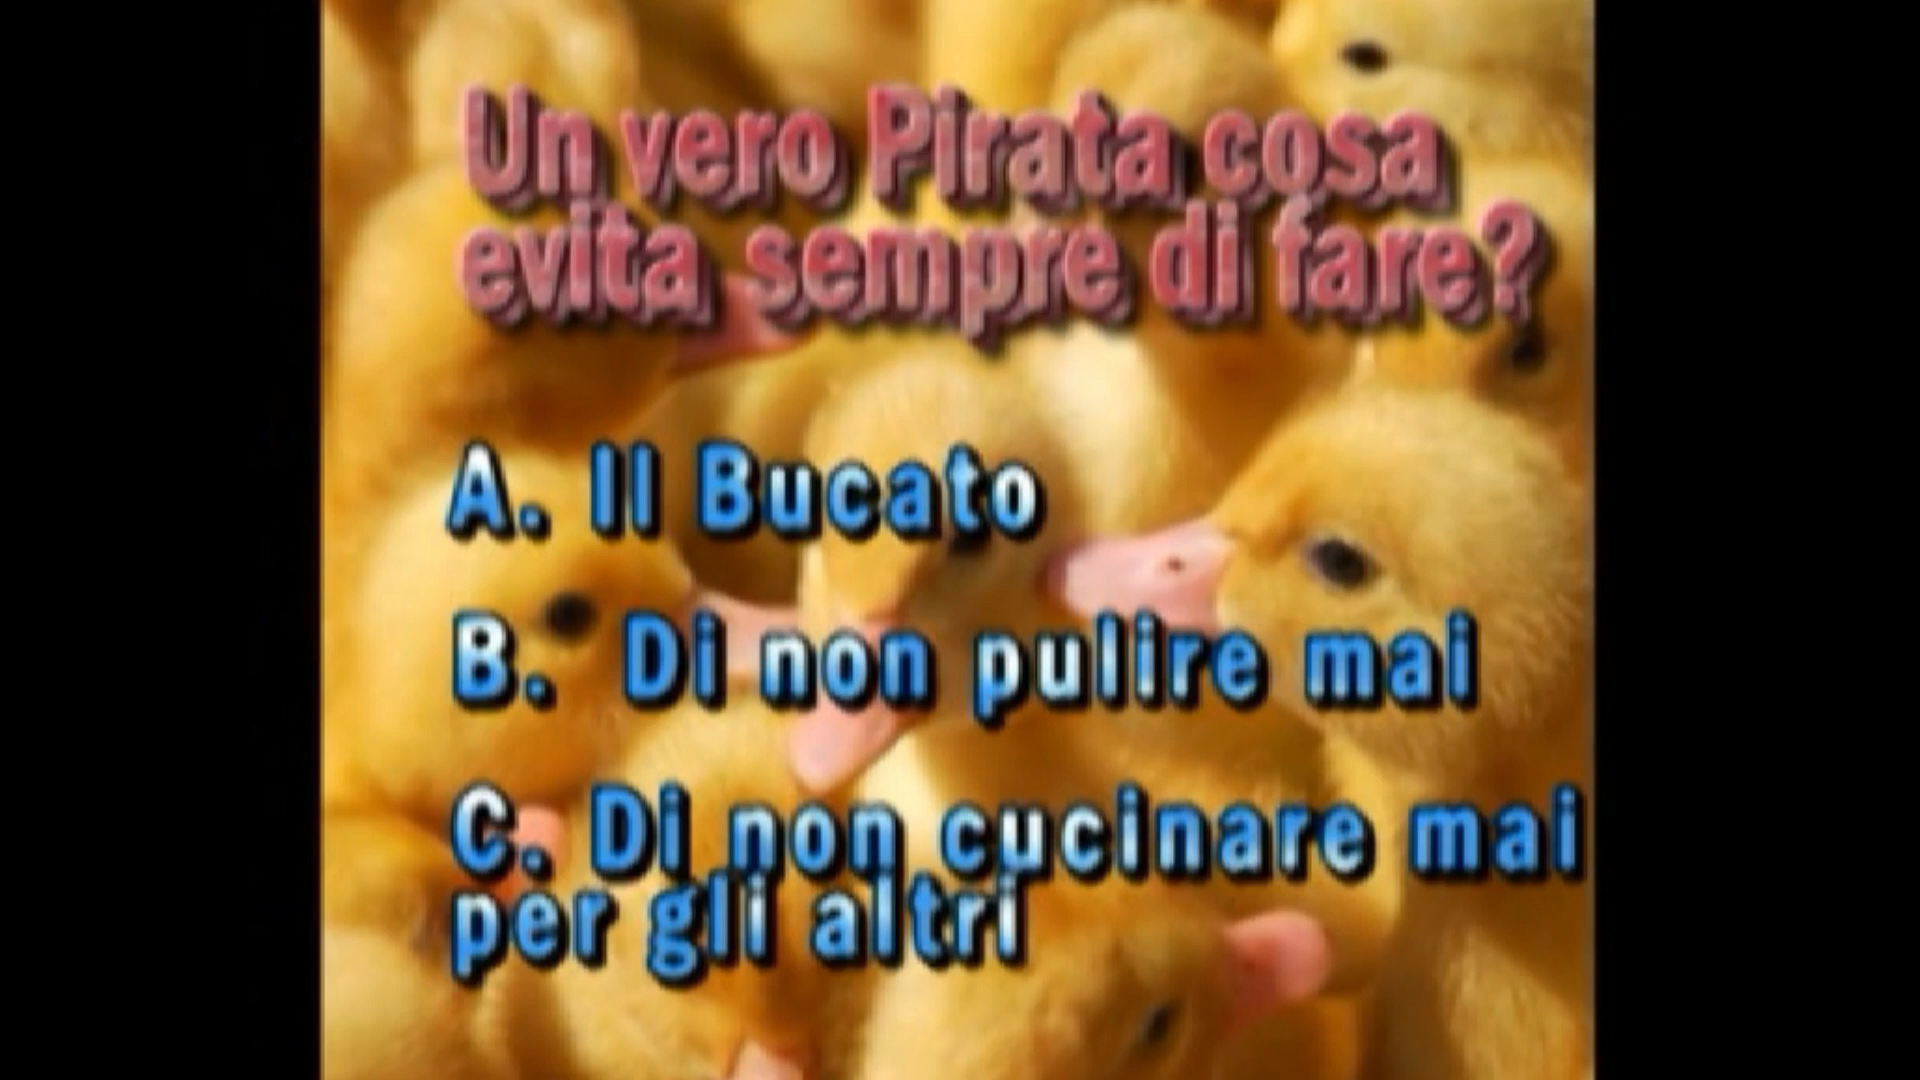 Un vero Pirata cosa
evita sempre di fare?
A. Il Bucato
B. Di non pulire mai
C. Di non cucinare mai
per gli altri